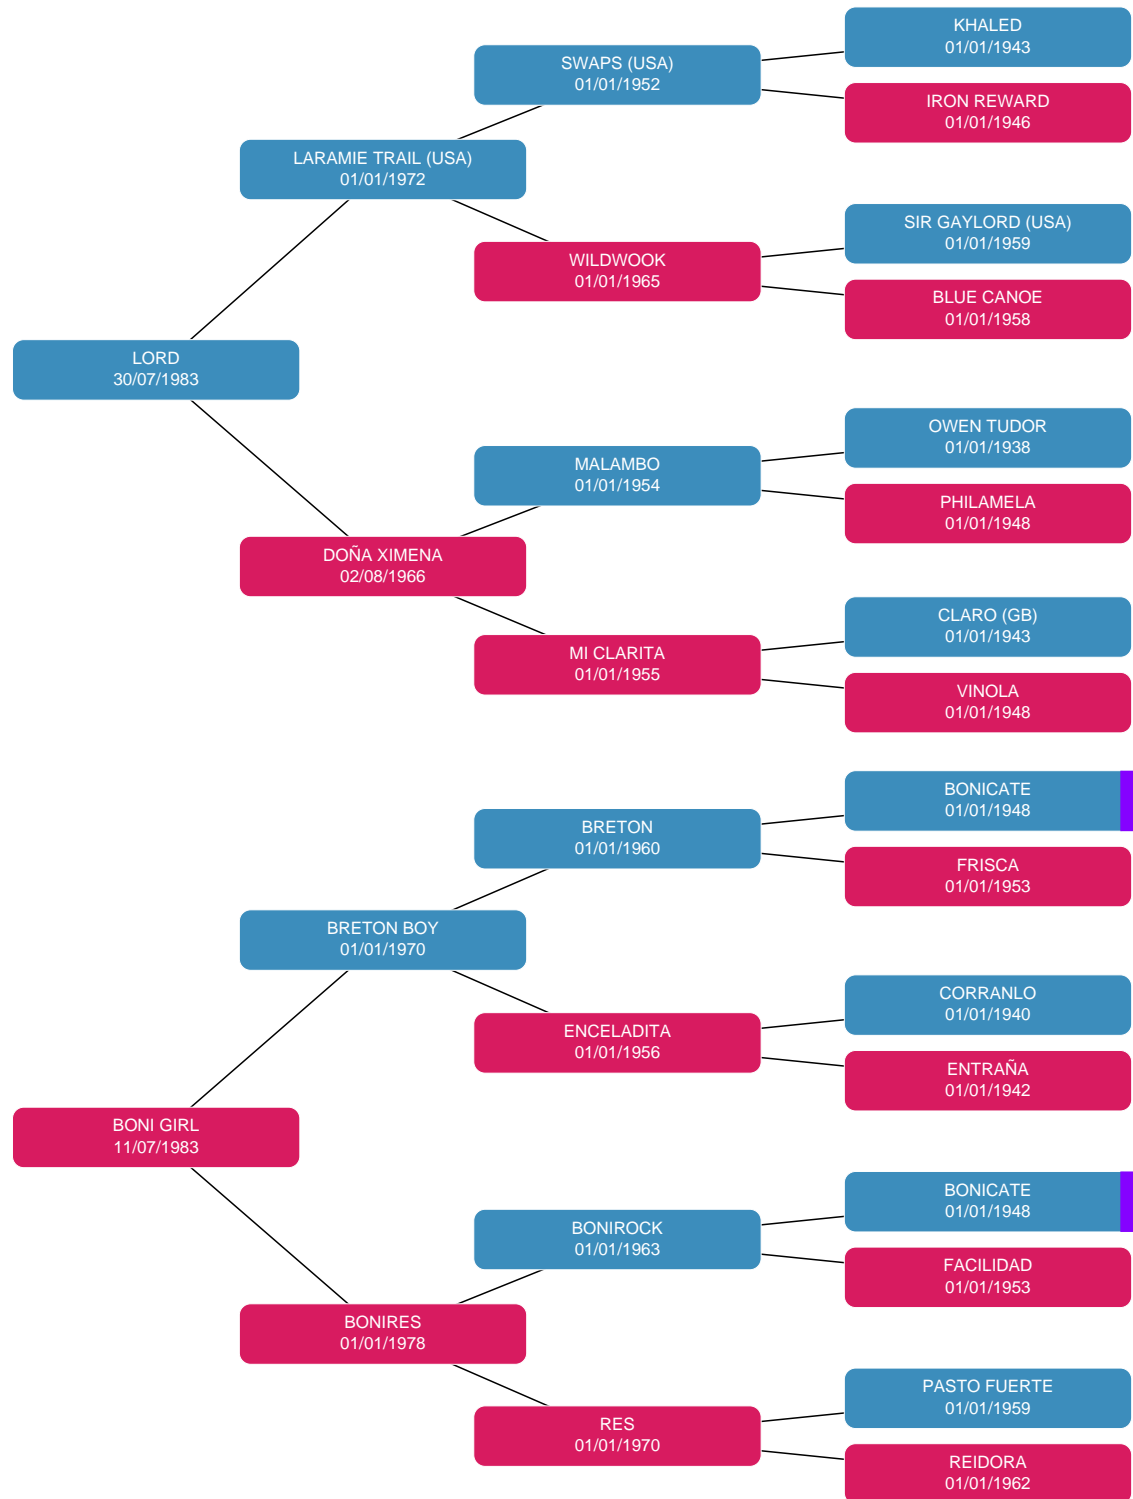 KHALED
01/01/1943
SWAPS (USA)
01/01/1952
IRON REWARD
01/01/1946
LARAMIE TRAIL (USA)
01/01/1972
SIR GAYLORD (USA)
01/01/1959
WILDWOOK
01/01/1965
BLUE CANOE
01/01/1958
LORD
30/07/1983
OWEN TUDOR
01/01/1938
MALAMBO
01/01/1954
PHILAMELA
01/01/1948
DOÑA XIMENA
02/08/1966
CLARO (GB)
01/01/1943
MI CLARITA
01/01/1955
VINOLA
01/01/1948
BONICATE
01/01/1948
BRETON
01/01/1960
FRISCA
01/01/1953
BRETON BOY
01/01/1970
CORRANLO
01/01/1940
ENCELADITA
01/01/1956
ENTRAÑA
01/01/1942
BONI GIRL
11/07/1983
BONICATE
01/01/1948
BONIROCK
01/01/1963
FACILIDAD
01/01/1953
BONIRES
01/01/1978
PASTO FUERTE
01/01/1959
RES
01/01/1970
REIDORA
01/01/1962